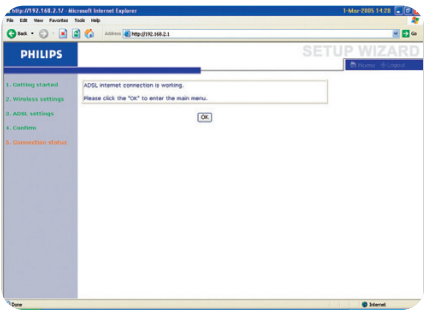 http://192.168.2.1/ Microsoft Internet Explorer
1-Mar-2005 14:28
File Edit View Favorites Tools Help
Back
Address http://192.168.2.1
Go
PHILIPS
SETUP WIZARD
Home Logout
1. Getting started
2. Wireless settings
3. ADSL settings
4. Confirm
5. Connection status
ADSL internet connection is working.
Please click the "OK" to enter the main menu.
OK
Done
Internet